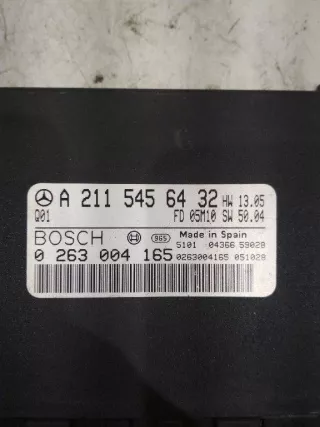 A 211 545 64 32 HW 13.05
Q01 FD 05M10 SW 50.04
BOSCH 965 Made in Spain
5101 04366 59028
0 263 004 165 0263004165 051028